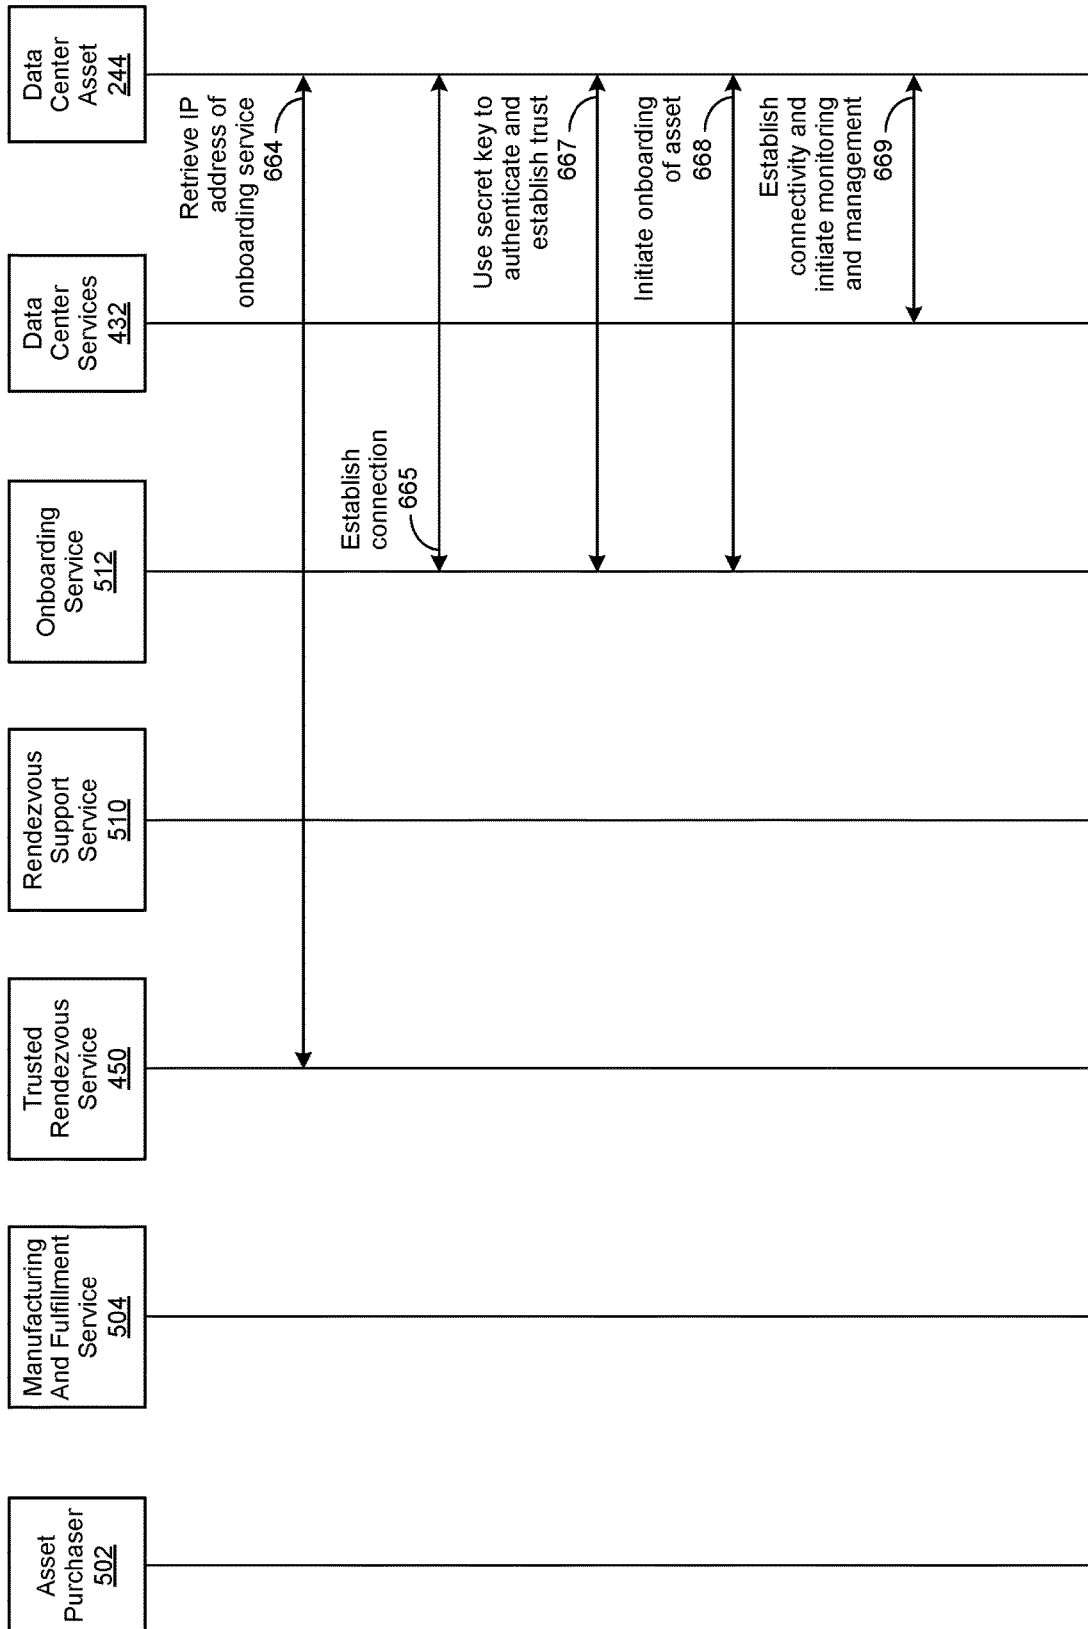 Asset
Purchaser
502
Manufacturing
And Fulfillment
Service
504
Trusted
Rendezvous
Service
450
Rendezvous
Support
Service
510
Onboarding
Service
512
Data
Center
Services
432
Data
Center
Asset
244
Retrieve IP
address of
onboarding service
664
Establish
connection
665
Use secret key to
authenticate and
establish trust
667
Initiate onboarding
of asset
668
Establish
connectivity and
initiate monitoring
and management
669